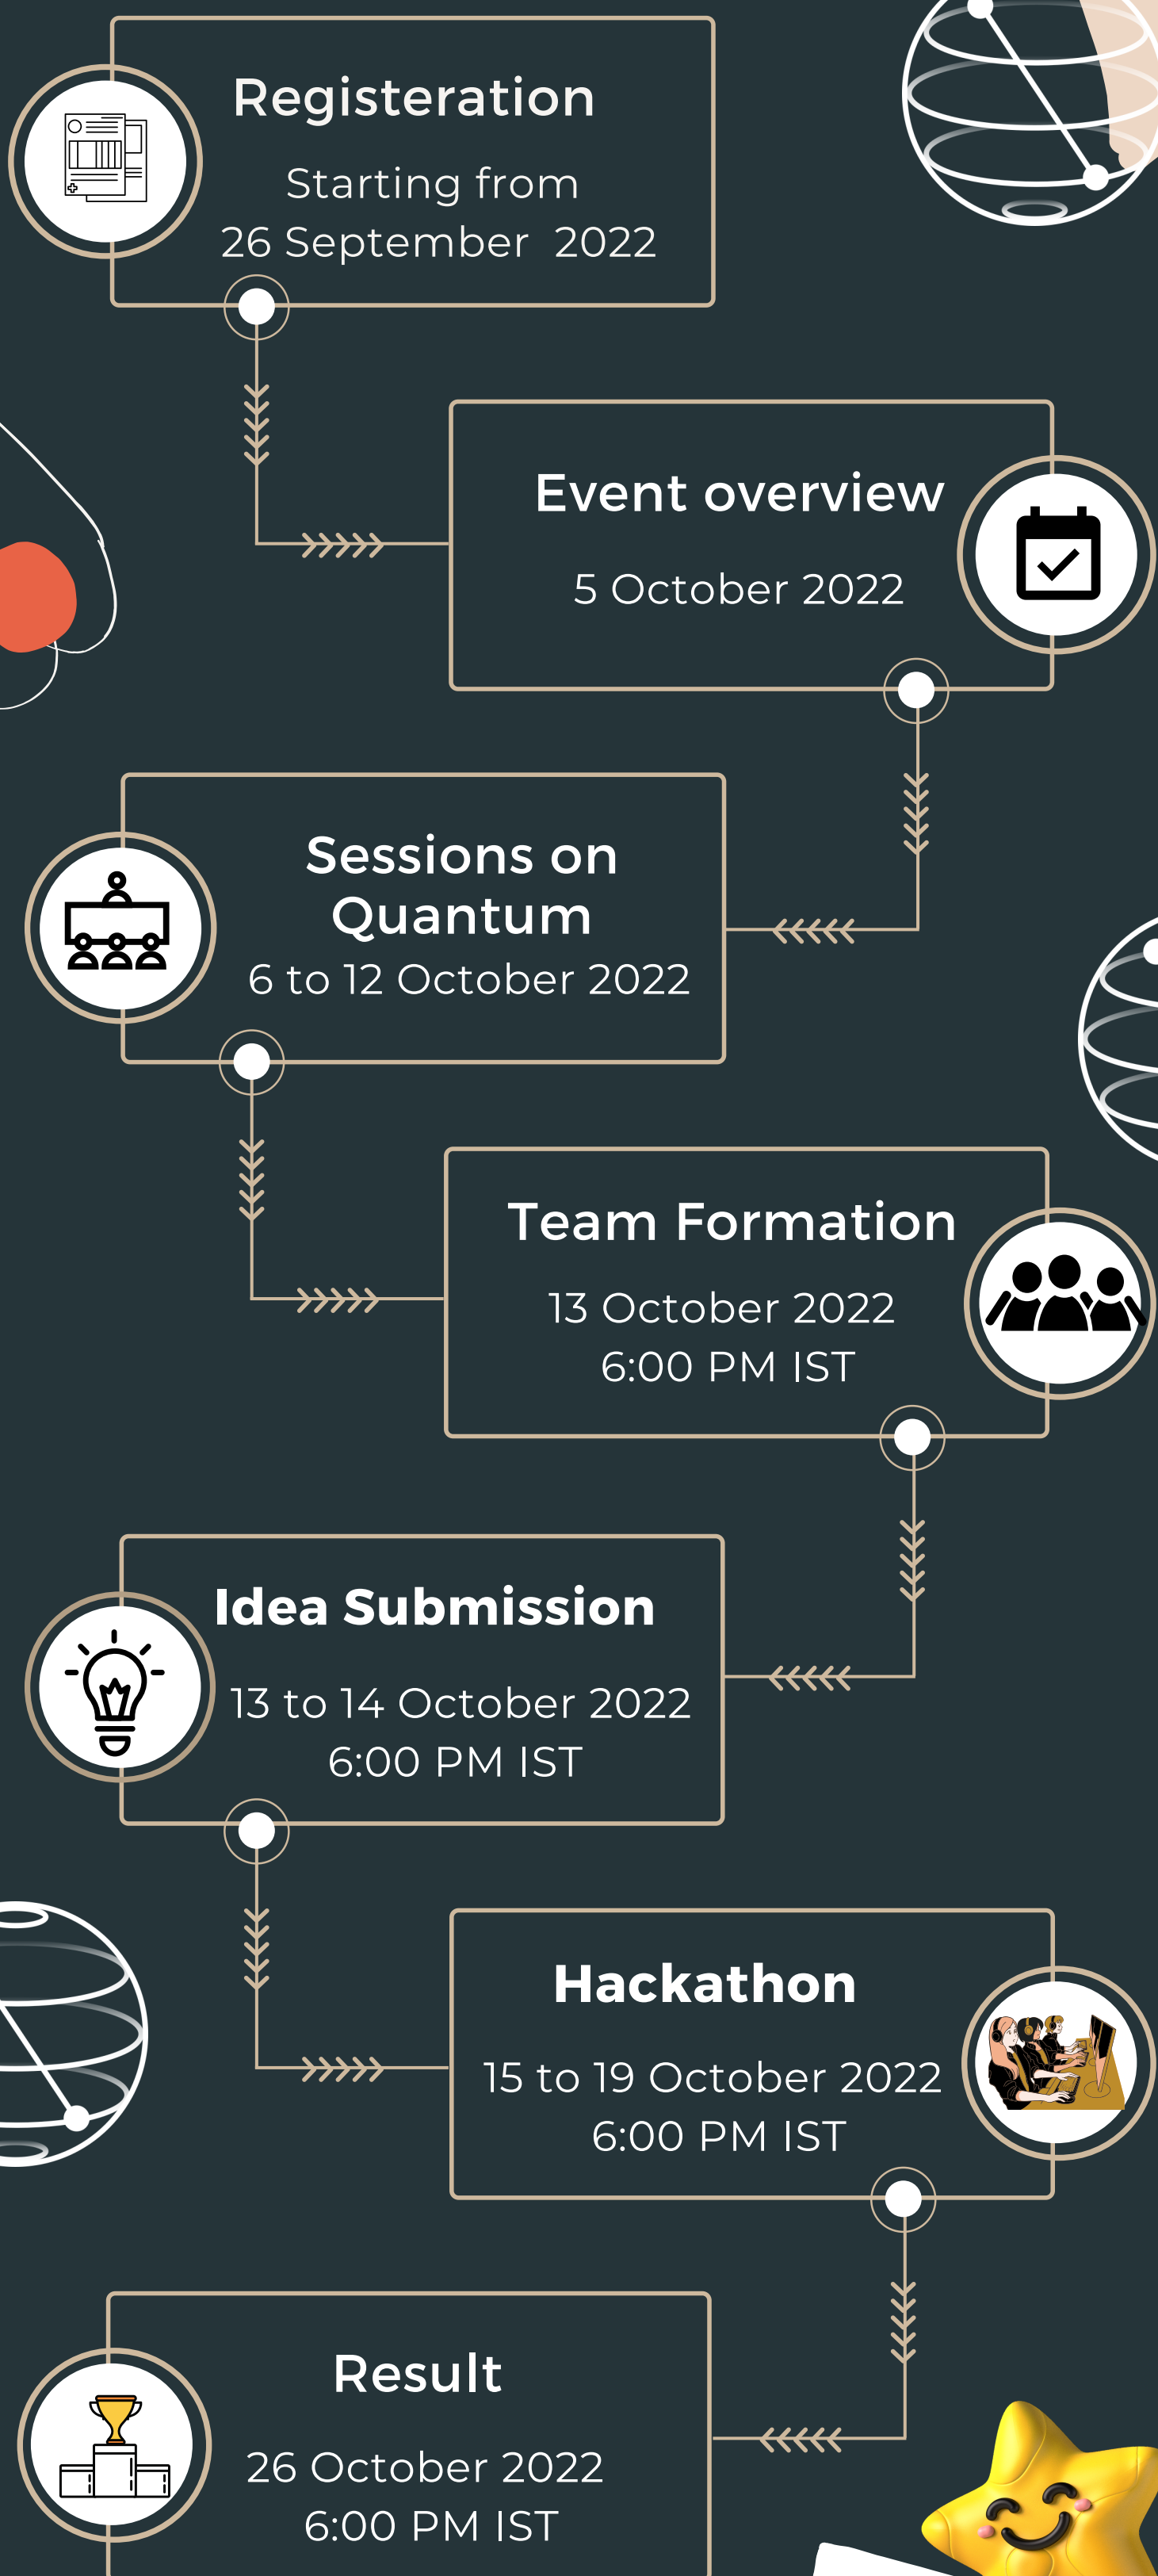 Registeration
Starting from
26 September 2022
Event overview
5 October 2022
Sessions on
Quantum
6 to 12 October 2022
Team Formation
13 October 2022
6:00 PM IST
Idea Submission
13 to 14 October 2022
6:00 PM IST
Hackathon
15 to 19 October 2022
6:00 PM IST
Result
26 October 2022
6:00 PM IST